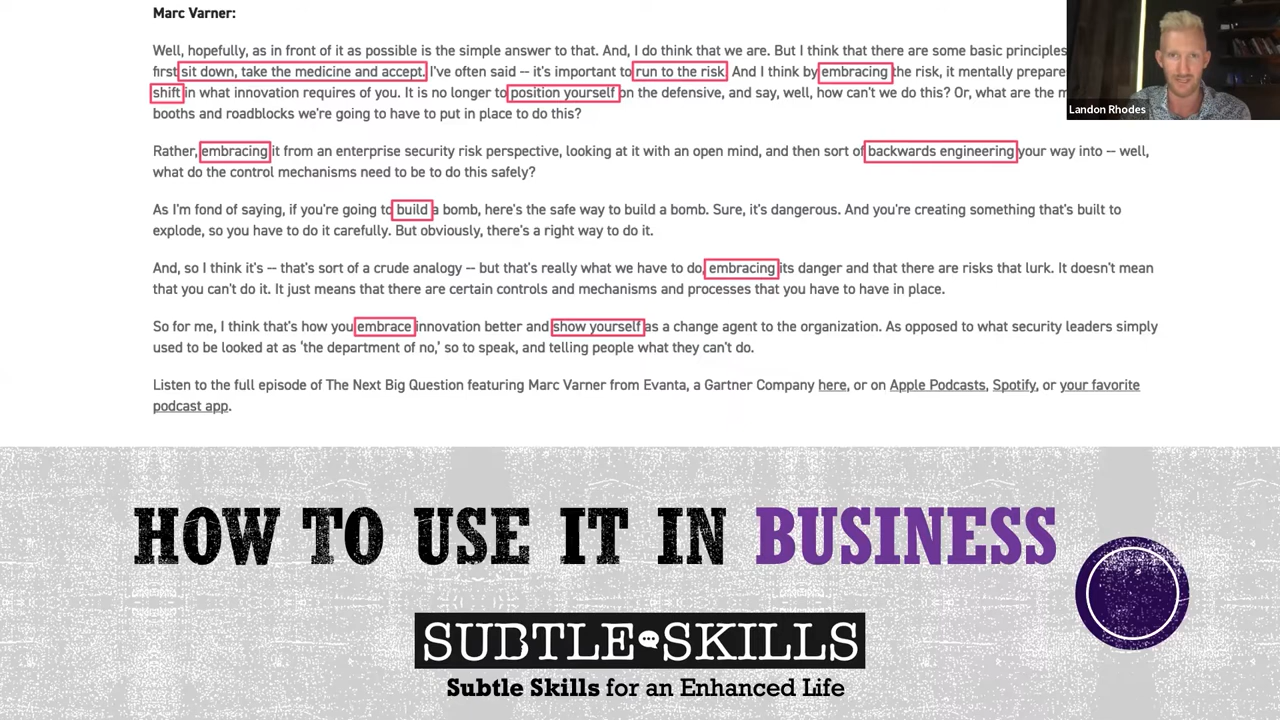 Marc Varner:
Well, hopefully, as in front of it as possible is the simple answer to that. And, I do think that we are. But I think that there are some basic principles
first sit down, take the medicine and accept. I've often said -- it's important to run to the risk. And I think by embracing the risk, it mentally prepare
shift in what innovation requires of you. It is no longer to position yourself on the defensive, and say, well, how can't we do this? Or, what are the m
booths and roadblocks we're going to have to put in place to do this?
Rather, embracing it from an enterprise security risk perspective, looking at it with an open mind, and then sort of backwards engineering your way into -- well,
what do the control mechanisms need to be to do this safely?
As I'm fond of saying, if you're going to build a bomb, here's the safe way to build a bomb. Sure, it's dangerous. And you're creating something that's built to
explode, so you have to do it carefully. But obviously, there's a right way to do it.
And, so I think it's -- that's sort of a crude analogy -- but that's really what we have to do, embracing its danger and that there are risks that lurk. It doesn't mean
that you can't do it. It just means that there are certain controls and mechanisms and processes that you have to have in place.
So for me, I think that's how you embrace innovation better and show yourself as a change agent to the organization. As opposed to what security leaders simply
used to be looked at as ‘the department of no,’ so to speak, and telling people what they can't do.
Listen to the full episode of The Next Big Question featuring Marc Varner from Evanta, a Gartner Company here, or on Apple Podcasts, Spotify, or your favorite
podcast app.
Landon Rhodes
HOW TO USE IT IN BUSINESS
SUBTLE SKILLS
Subtle Skills for an Enhanced Life